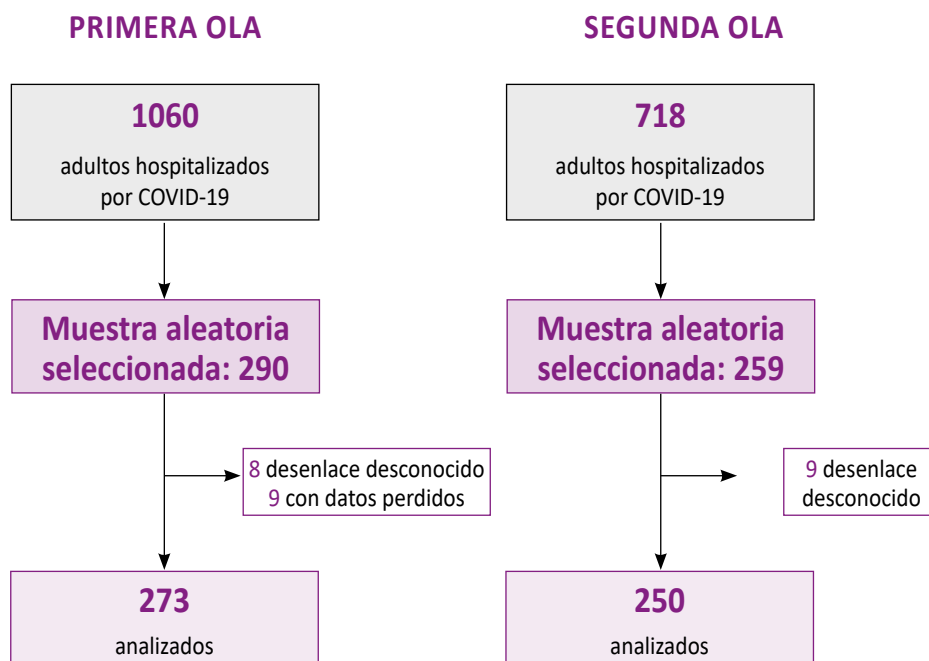 PRIMERA OLA
1060
adultos hospitalizados
por COVID-19
Muestra aleatoria
seleccionada: 290
8 desenlace desconocido
9 con datos perdidos
273
analizados
SEGUNDA OLA
718
adultos hospitalizados
por COVID-19
Muestra aleatoria
seleccionada: 259
9 desenlace
desconocido
250
analizados